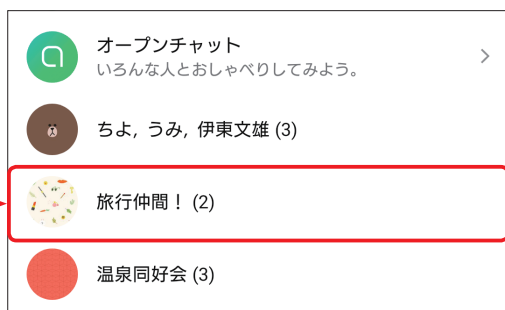 オープンチャット
いろんな人とおしゃべりしてみよう。
ちよ, うみ, 伊東文雄 (3)
旅行仲間！ (2)
温泉同好会 (3)